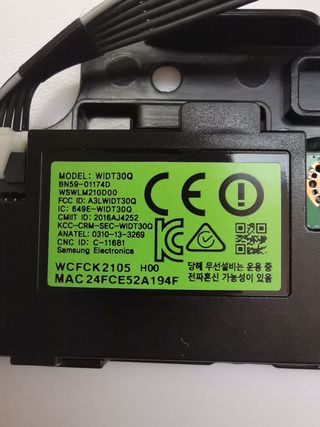 MODEL: WIDT30Q
BN59-01174D
WSWLM210D00
FCC ID: A3LWIDT30Q
IC: 649E-WIDT30Q
CMIIT ID: 2016AJ4252
KCC-CRM-SEC-WIDT30Q
ANATEL: 0310-13-3269
CNC ID: C-11681
Samsung Electronics
WCFCK2105 H00
MAC24FCE52A194F
당해 무선설비는 운용 중
전파혼신 가능성이 있음